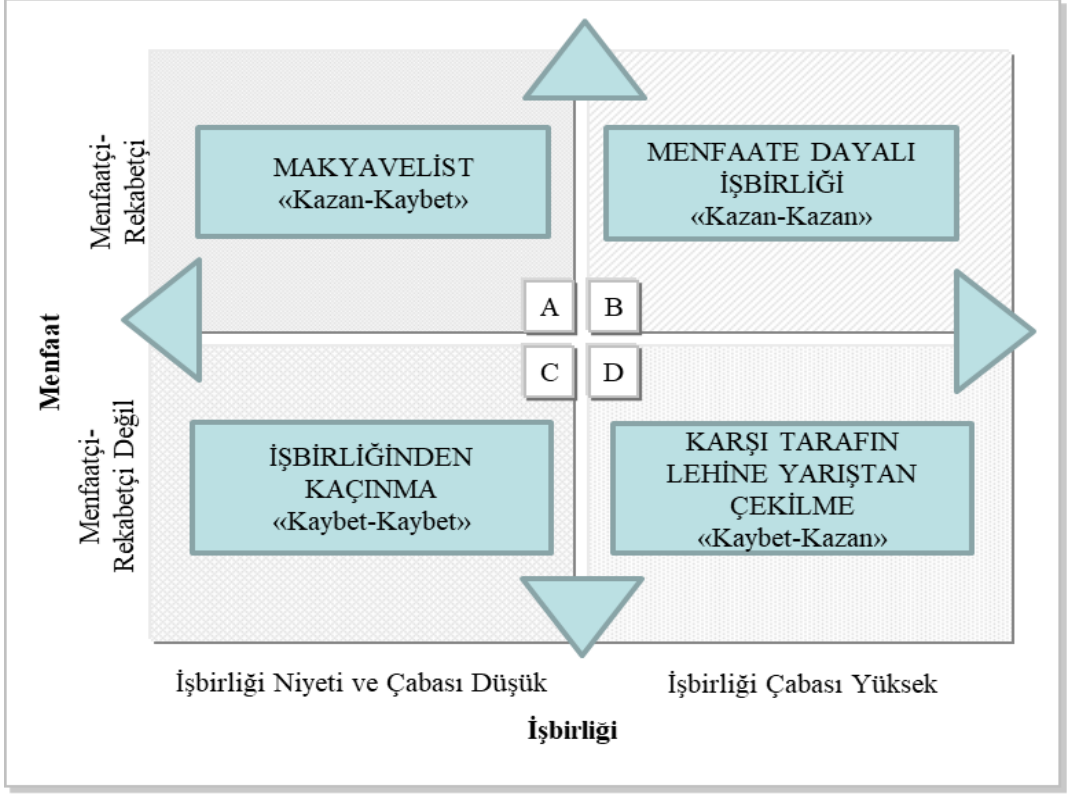 Menfaatçi-
Rekabetçi
MAKYAVELİST
«Kazan-Kaybet»
MENFAATE DAYALI
İŞBİRLİĞİ
«Kazan-Kazan»
A
B
C
D
Menfaat
Menfaatçi-
Rekabetçi Değil
İŞBİRLİĞİNDEN
KAÇINMA
«Kaybet-Kaybet»
KARŞI TARAFIN
LEHİNE YARIŞTAN
ÇEKİLME
«Kaybet-Kazan»
İşbirliği Niyeti ve Çabası Düşük
İşbirliği Çabası Yüksek
İşbirliği